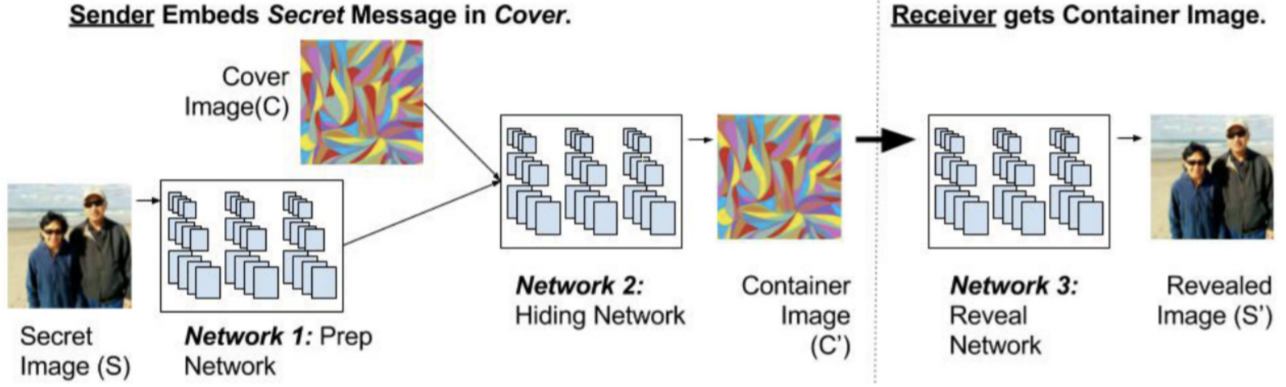 Sender Embeds Secret Message in Cover.
Receiver gets Container Image.
Cover
Image(C)
Secret
Image (S)
Network 1: Prep
Network
Network 2:
Hiding Network
Container
Image
(C’)
Network 3:
Reveal
Network
Revealed
Image (S’)